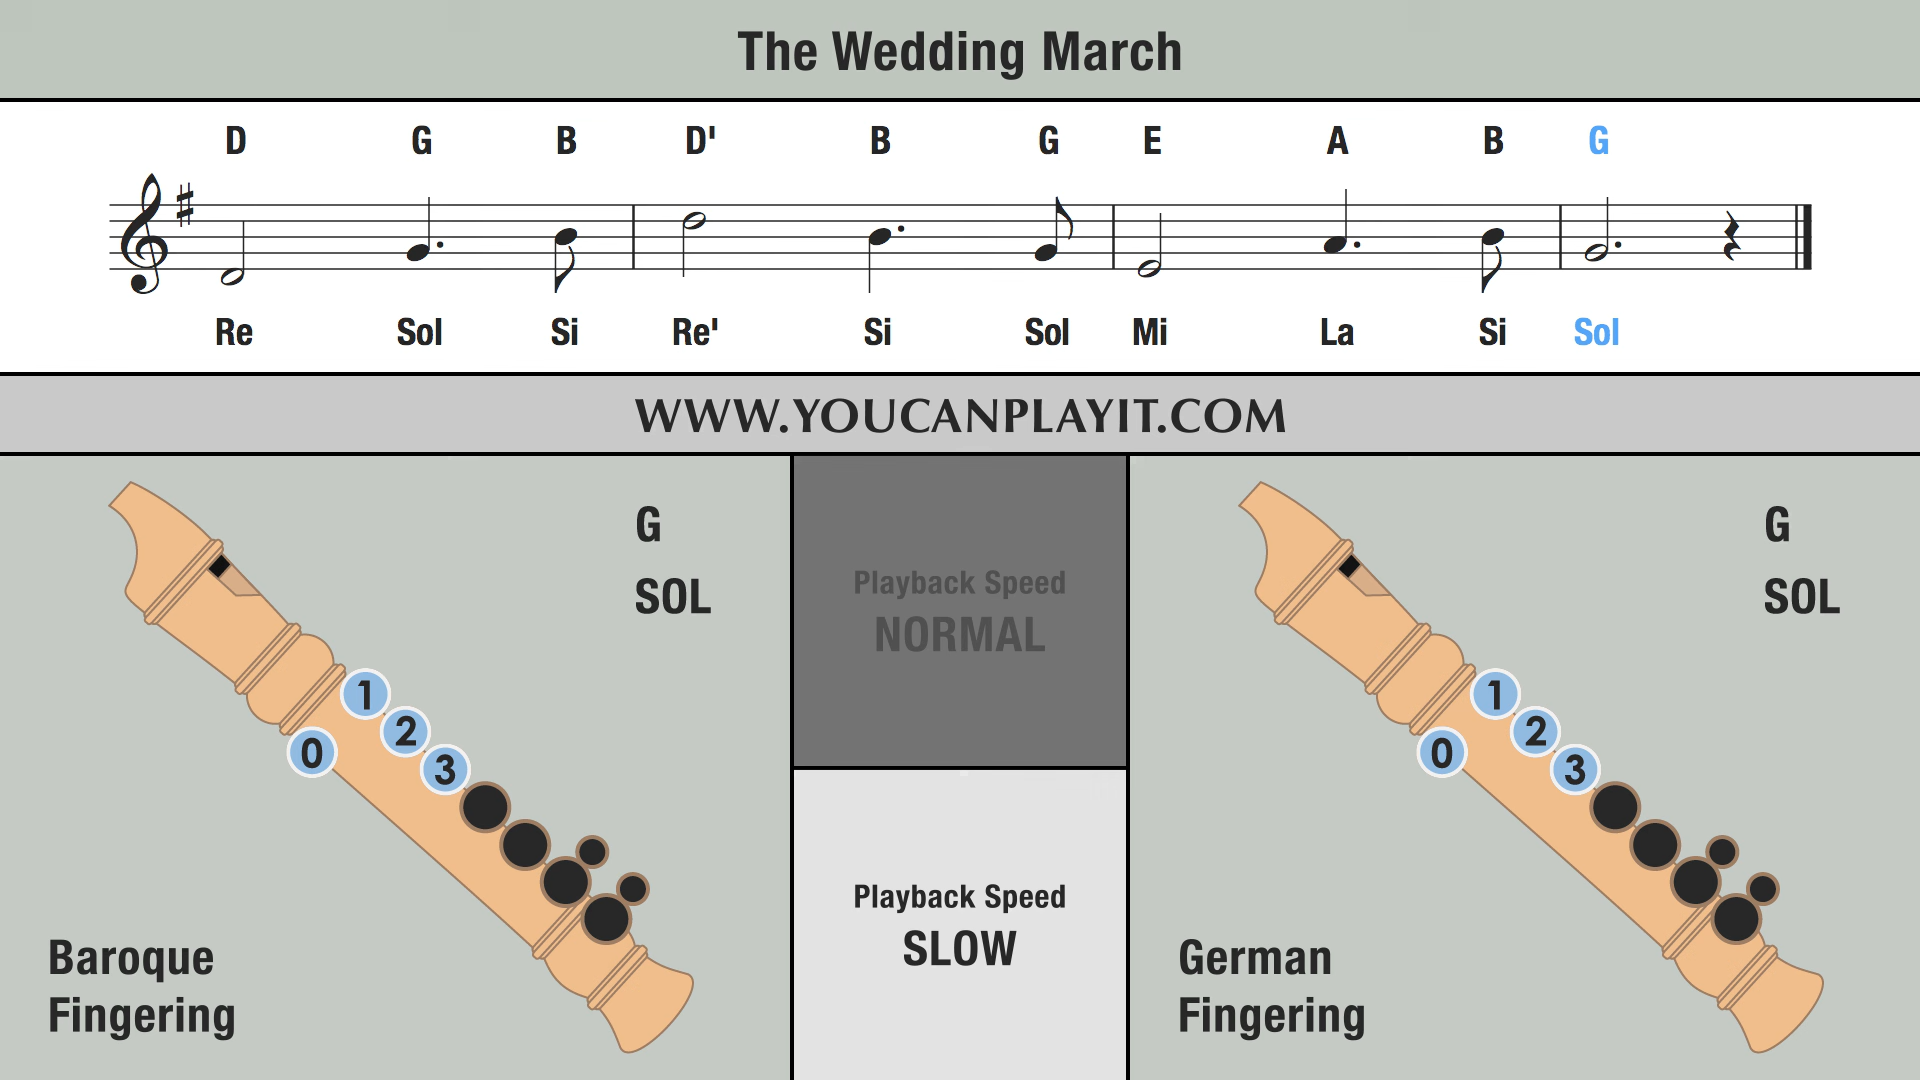 The Wedding March
D G B D' B G E A B G
Re Sol Si Re' Si Sol Mi La Si Sol
WWW.YOUCANPLAYIT.COM
G
SOL
1
2
3
0
Baroque
Fingering
Playback Speed
NORMAL
Playback Speed
SLOW
G
SOL
1
2
3
0
German
Fingering